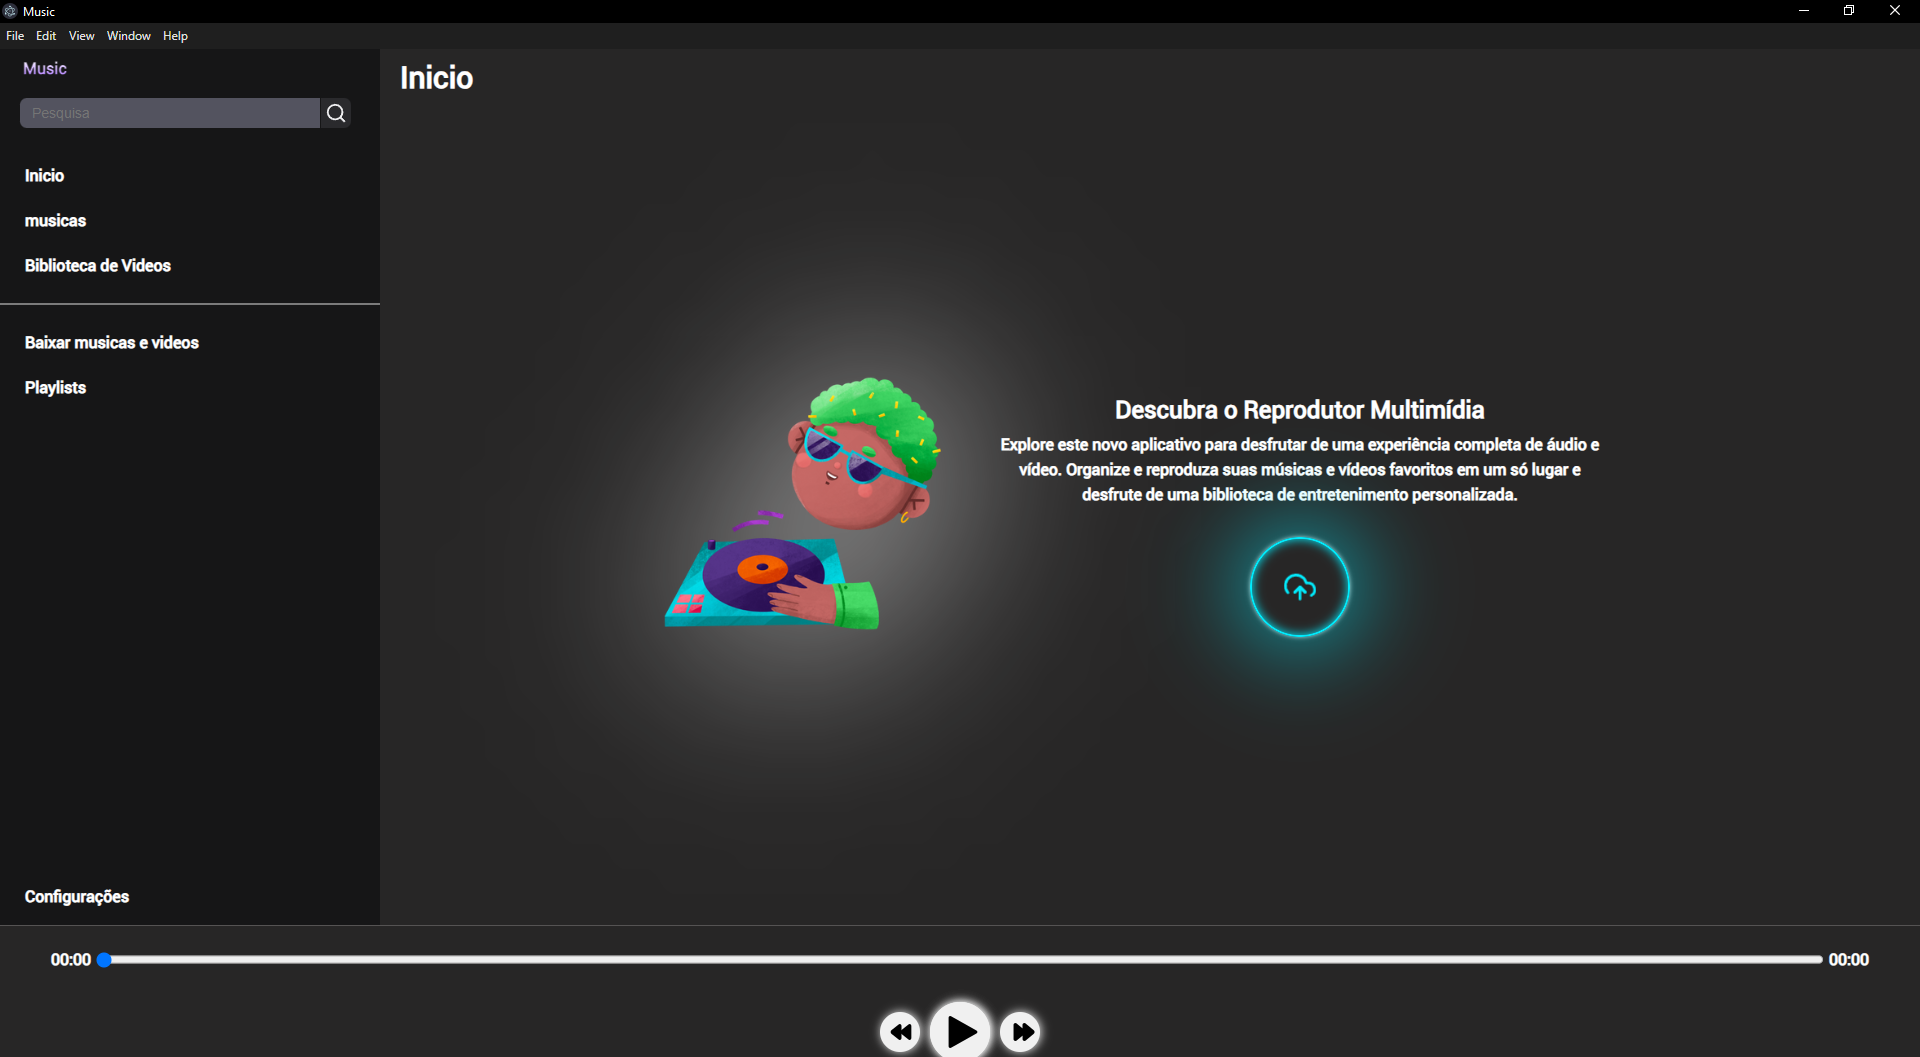 Music
File Edit View Window Help
Music
Pesquisa
Inicio
musicas
Biblioteca de Videos
Baixar musicas e videos
Playlists
Configurações
Inicio
Descubra o Reprodutor Multimídia
Explore este novo aplicativo para desfrutar de uma experiência completa de áudio e
vídeo. Organize e reproduza suas músicas e vídeos favoritos em um só lugar e
desfrute de uma biblioteca de entretenimento personalizada.
00:00
00:00